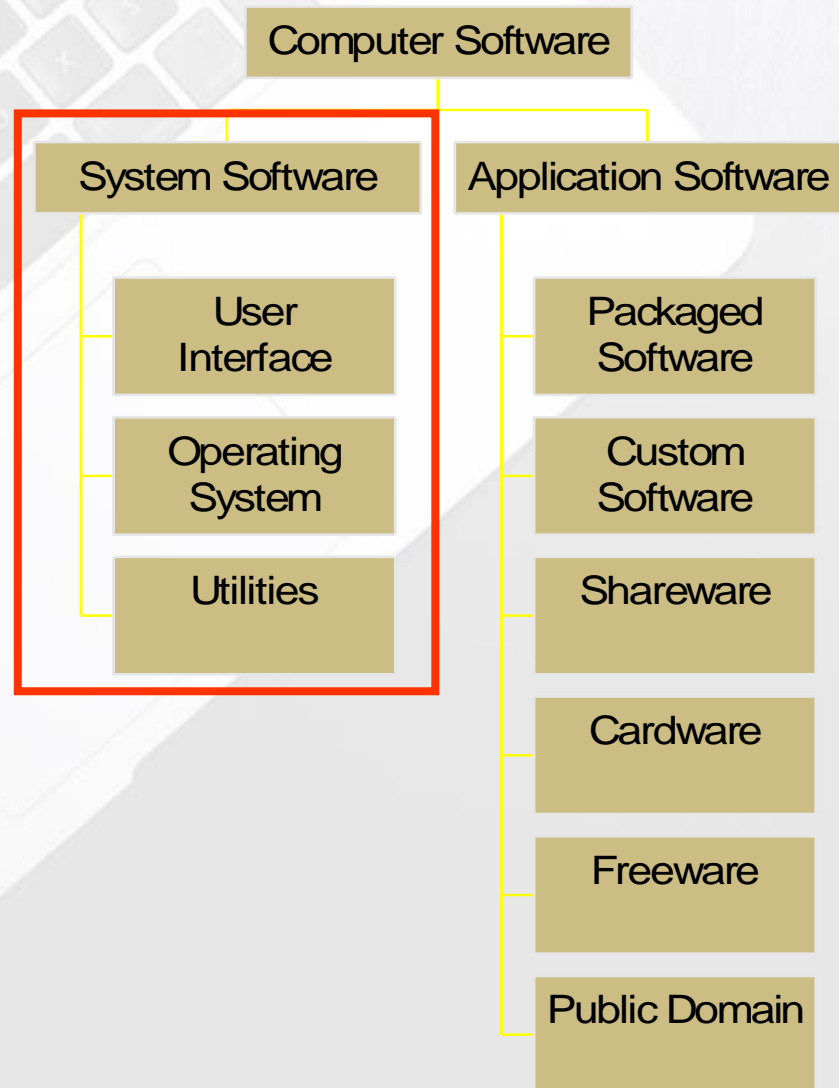 Computer Software
System Software
User
Interface
Operating
System
Utilities
Application Software
Packaged
Software
Custom
Software
Shareware
Cardware
Freeware
Public Domain